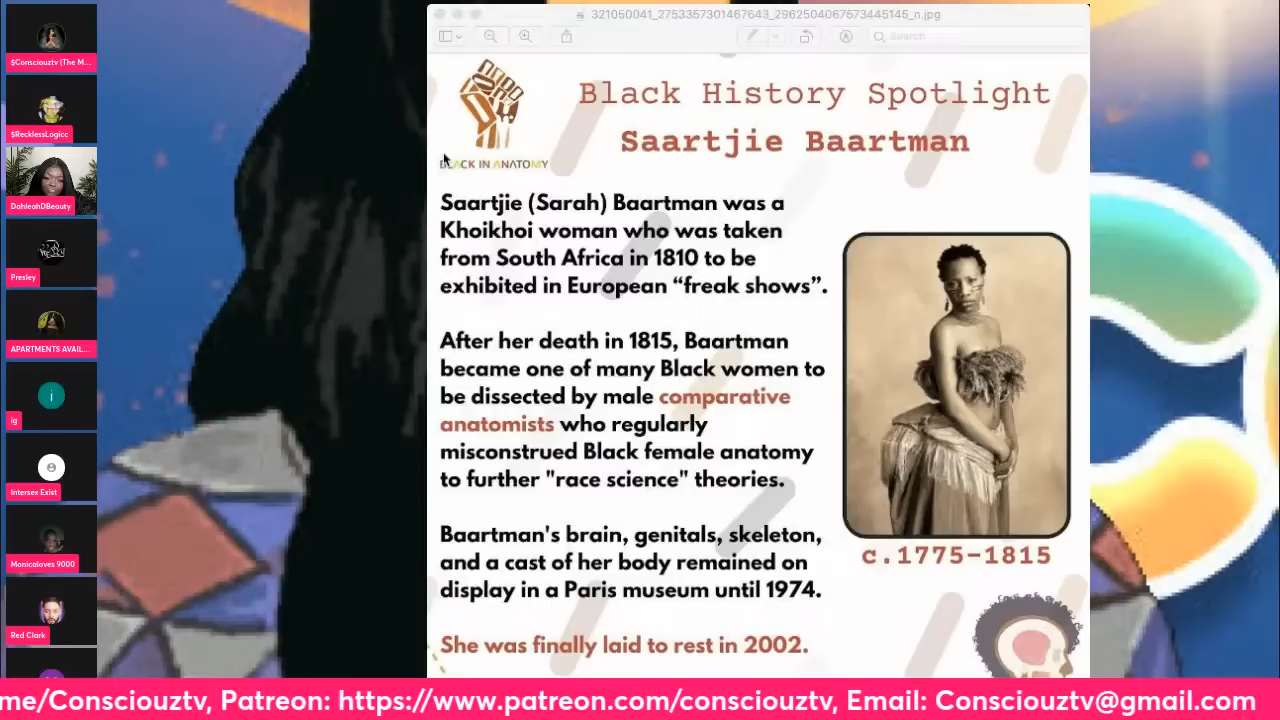 321050041_2753357301467643_2962504067573445145_n.jpg
Search
$Consciouztv (The M...
$RecklessLogicc
DahleahDBeauty
Presley
APARTMENTS AVAIL...
i
ig
Intersex Exist
Monicaloves 9000
Red Clark
BLACK IN ANATOMY
Black History Spotlight
Saartjie Baartman
Saartjie (Sarah) Baartman was a
Khoikhoi woman who was taken
from South Africa in 1810 to be
exhibited in European “freak shows”.
After her death in 1815, Baartman
became one of many Black women to
be dissected by male comparative
anatomists who regularly
misconstrued Black female anatomy
to further "race science" theories.
Baartman's brain, genitals, skeleton,
and a cast of her body remained on
display in a Paris museum until 1974.
She was finally laid to rest in 2002.
c.1775-1815
me/Consciouztv, Patreon: https://www.patreon.com/consciouztv, Email: Consciouztv@gmail.com